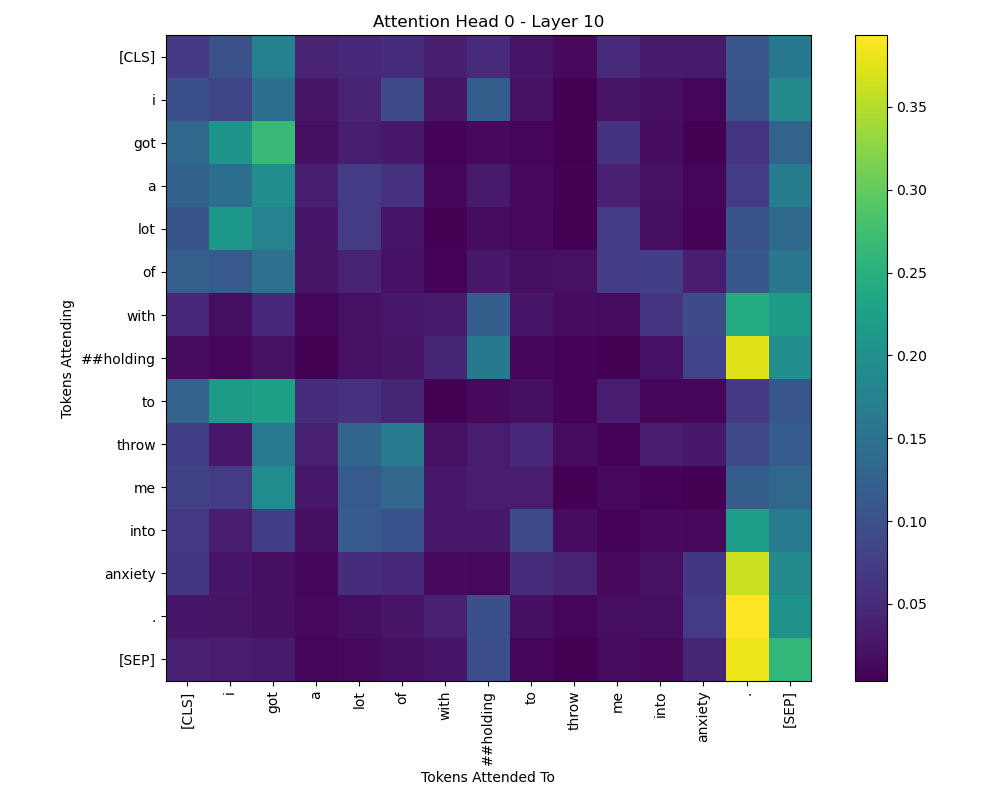 Attention Head 0 - Layer 10
Tokens Attending
[CLS]
i
got
a
lot
of
with
##holding
to
throw
me
into
anxiety
.
[SEP]
[CLS]
i
got
a
lot
of
with
##holding
to
throw
me
into
anxiety
.
[SEP]
Tokens Attended To
0.35
0.30
0.25
0.20
0.15
0.10
0.05